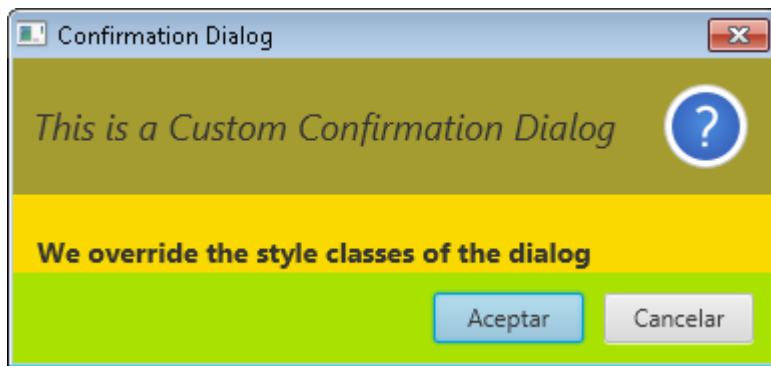 Confirmation Dialog
This is a Custom Confirmation Dialog
?
We override the style classes of the dialog
Aceptar
Cancelar